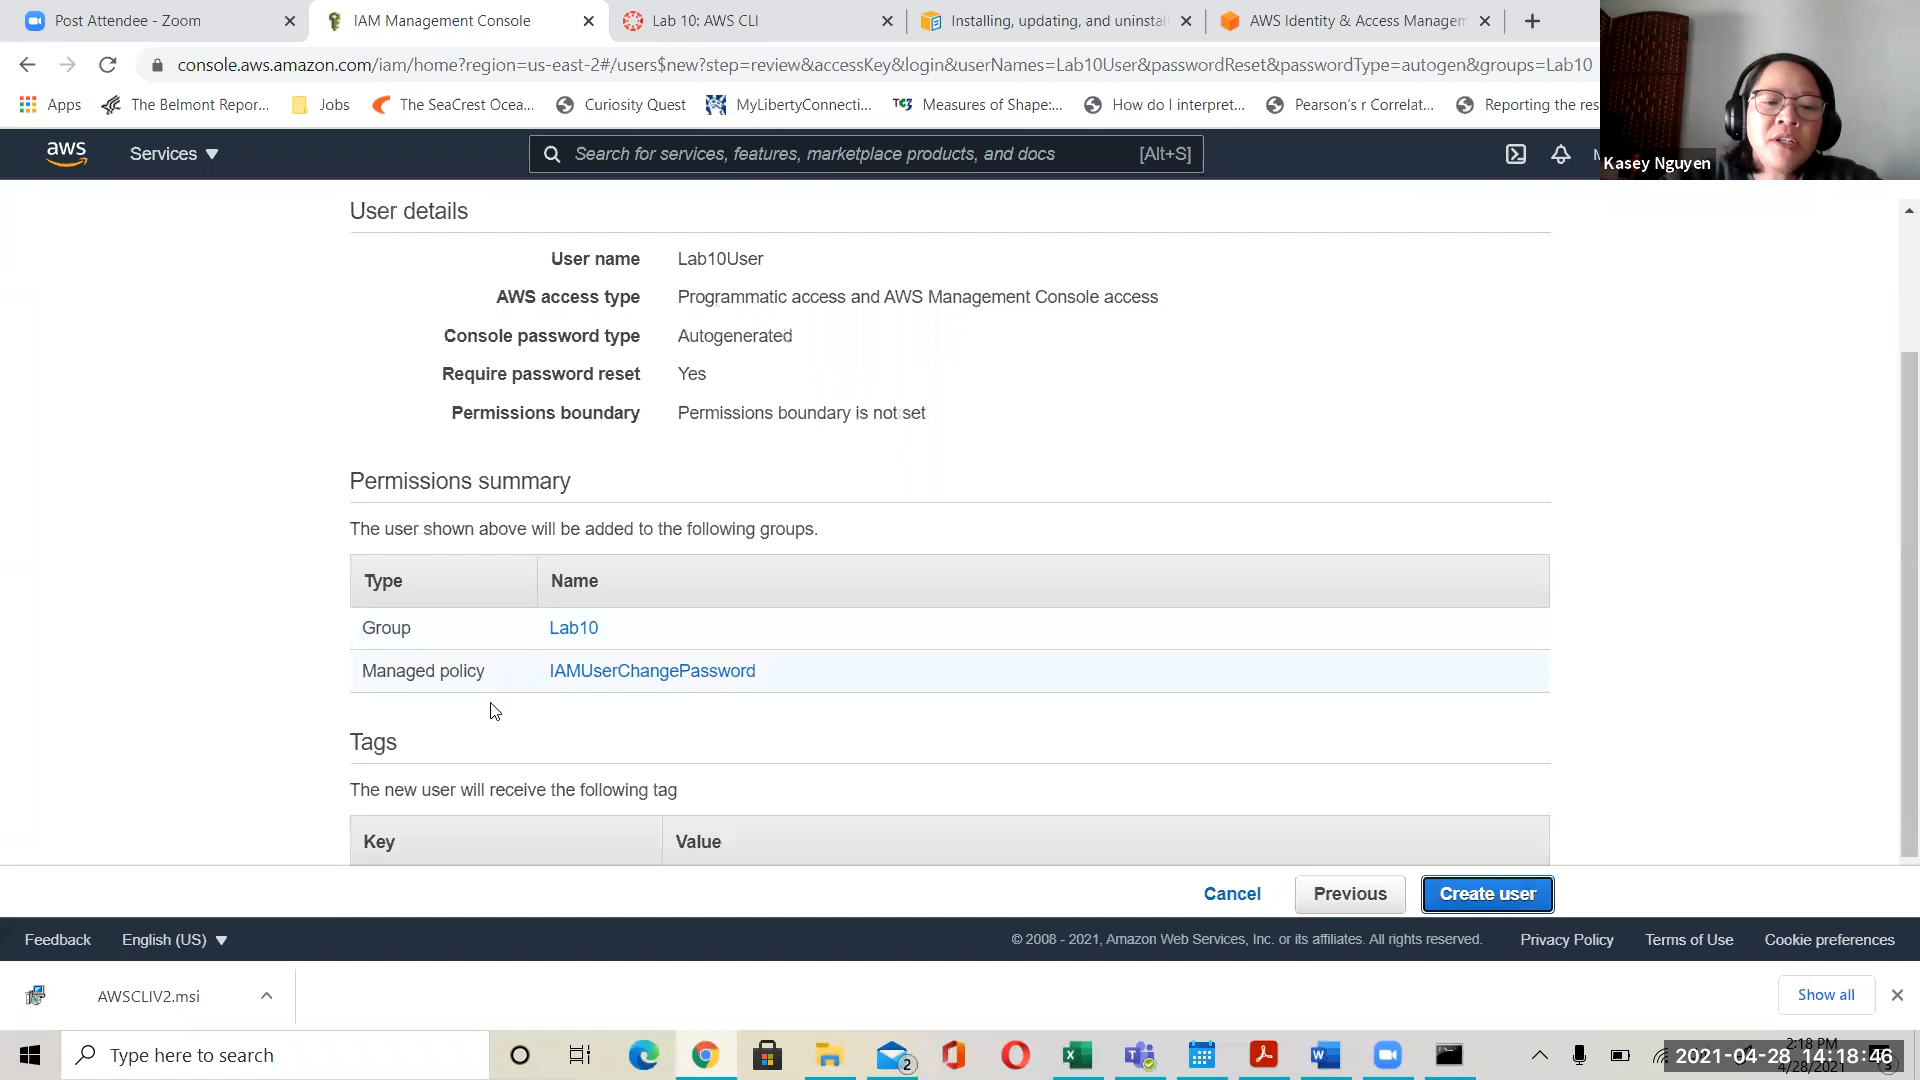 Post Attendee - Zoom
IAM Management Console
Lab 10: AWS CLI
Installing, updating, and uninstal
AWS Identity & Access Managem
console.aws.amazon.com/iam/home?region=us-east-2#/users$new?step=review&accessKey&login&userNames=Lab10User&passwordReset&passwordType=autogen&groups=Lab10
Apps
The Belmont Repor...
Jobs
The SeaCrest Ocea...
Curiosity Quest
MyLibertyConnecti...
Measures of Shape:...
How do I interpret...
Pearson's r Correlat...
Reporting the res
aws
Services
Search for services, features, marketplace products, and docs
[Alt+S]
Kasey Nguyen
User details
User name Lab10User
AWS access type Programmatic access and AWS Management Console access
Console password type Autogenerated
Require password reset Yes
Permissions boundary Permissions boundary is not set
Permissions summary
The user shown above will be added to the following groups.
Type Name
Group Lab10
Managed policy IAMUserChangePassword
Tags
The new user will receive the following tag
Key Value
Cancel Previous Create user
Feedback English (US) © 2008 - 2021, Amazon Web Services, Inc. or its affiliates. All rights reserved. Privacy Policy Terms of Use Cookie preferences
AWSCLIV2.msi
Show all
Type here to search
2
2:18 PM
2021-04-28 14:18:46